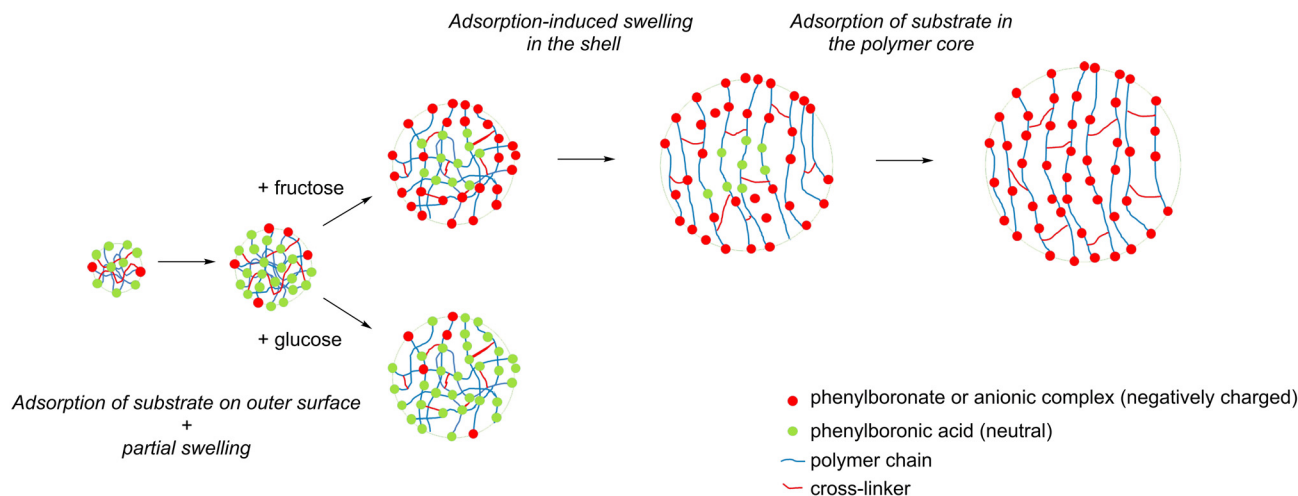 Adsorption-induced swelling
in the shell
Adsorption of substrate in
the polymer core
+ fructose
+ glucose
Adsorption of substrate on outer surface
+
partial swelling
phenylboronate or anionic complex (negatively charged)
phenylboronic acid (neutral)
polymer chain
cross-linker